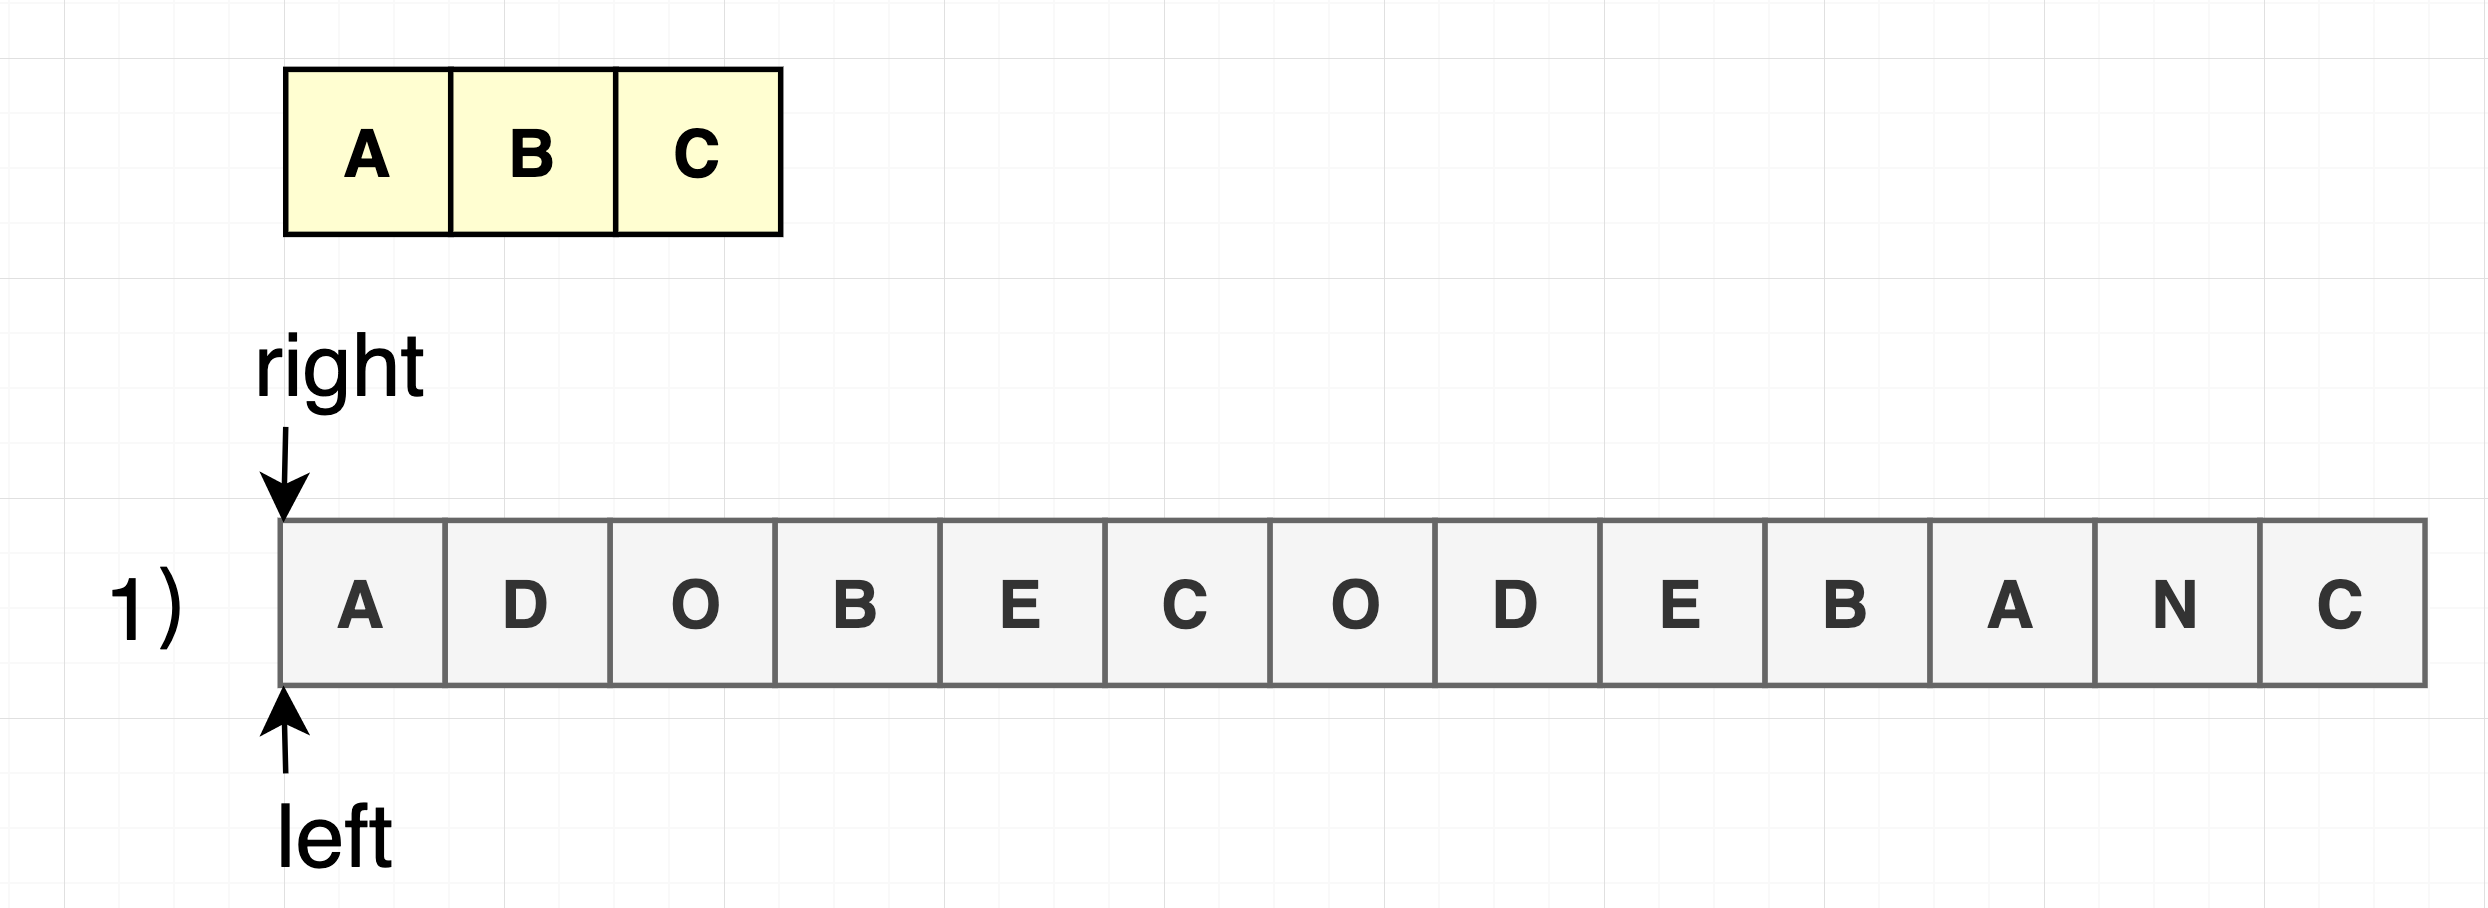 A B C
right
1) A D O B E C O D E B A N C
left